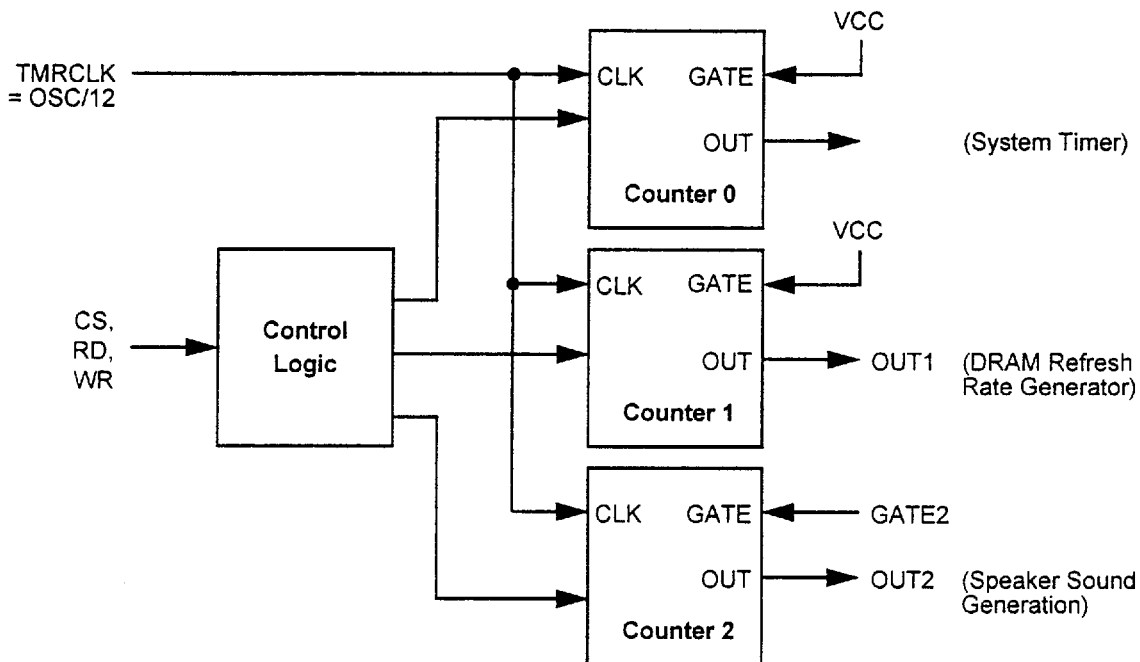 VCC
TMRCLK
= OSC/12
CLK GATE
OUT
(System Timer)
Counter 0
VCC
CLK GATE
CS,
RD,
WR
Control
Logic
OUT
OUT1
(DRAM Refresh
Rate Generator)
Counter 1
CLK GATE
GATE2
OUT
OUT2
(Speaker Sound
Generation)
Counter 2